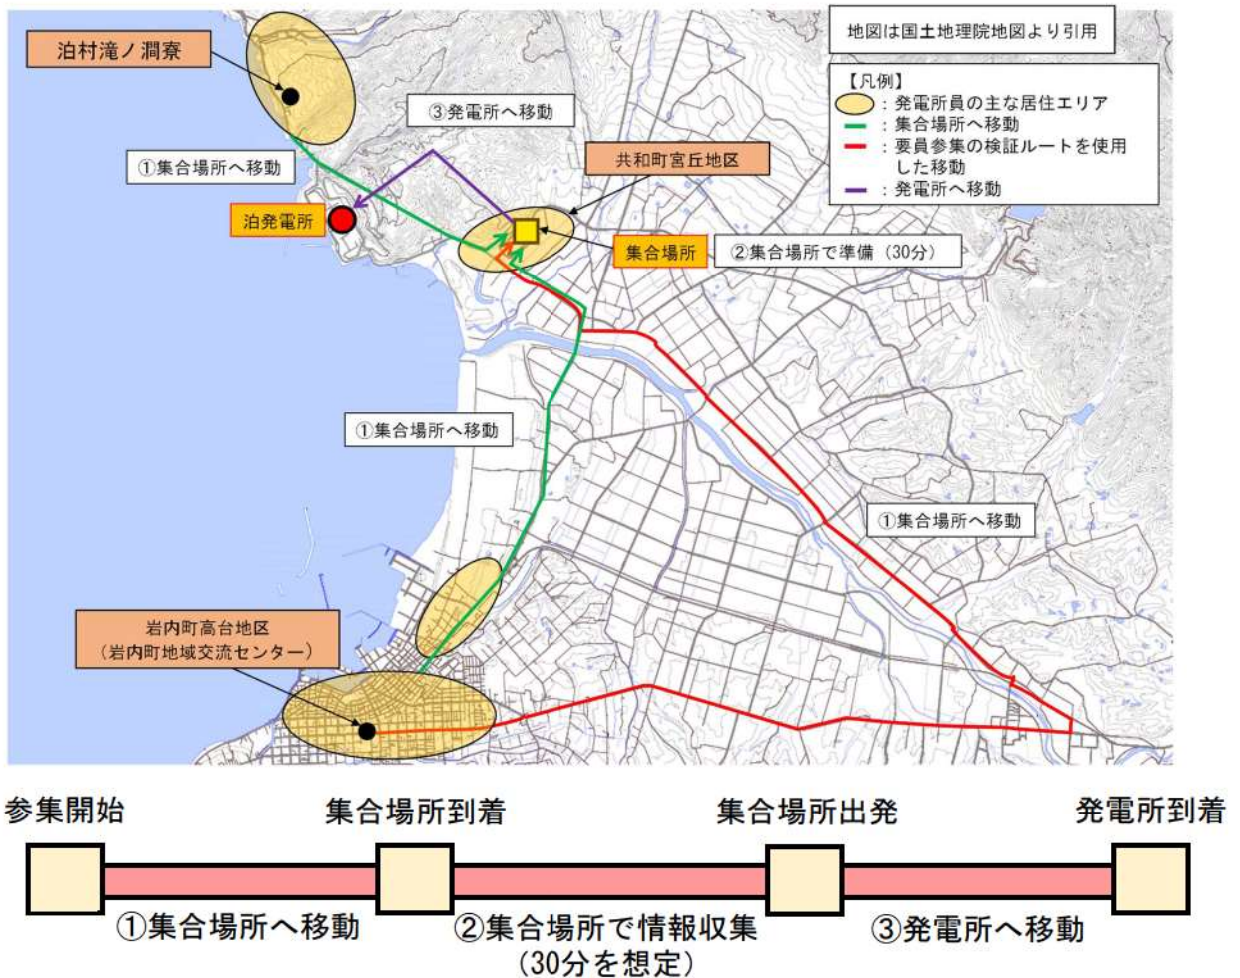 地図は国土地理院地図より引用
泊村滝ノ澗寮
【凡例】
：発電所員の主な居住エリア
：集合場所へ移動
：要員参集の検証ルートを使用
した移動
：発電所へ移動
③発電所へ移動
①集合場所へ移動
共和町宮丘地区
泊発電所
集合場所
②集合場所で準備（30分）
①集合場所へ移動
①集合場所へ移動
岩内町高台地区
（岩内町地域交流センター）
参集開始
集合場所到着
集合場所出発
発電所到着
①集合場所へ移動
②集合場所で情報収集
（30分を想定）
③発電所へ移動